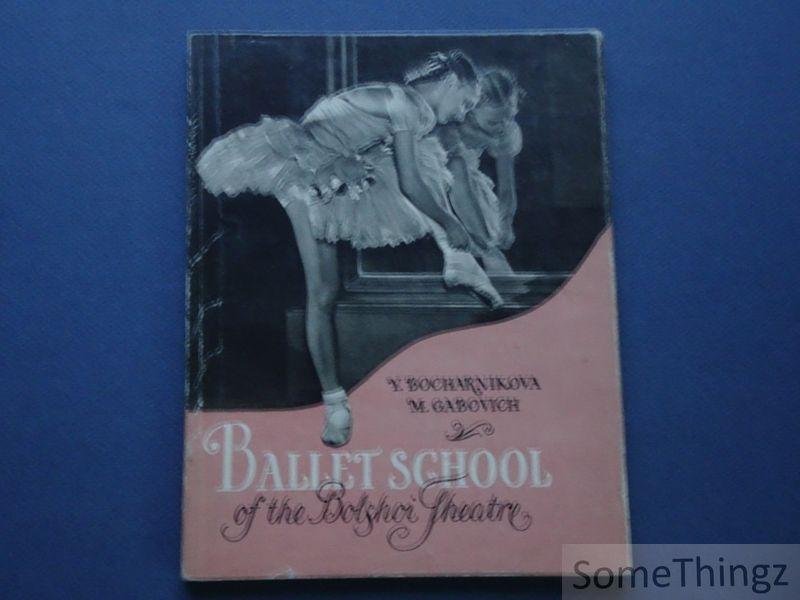 Y. BOCHARNIKOVA
M. GABOVICH
BALLET SCHOOL
of the Bolshoi Theatre
SomeThingz